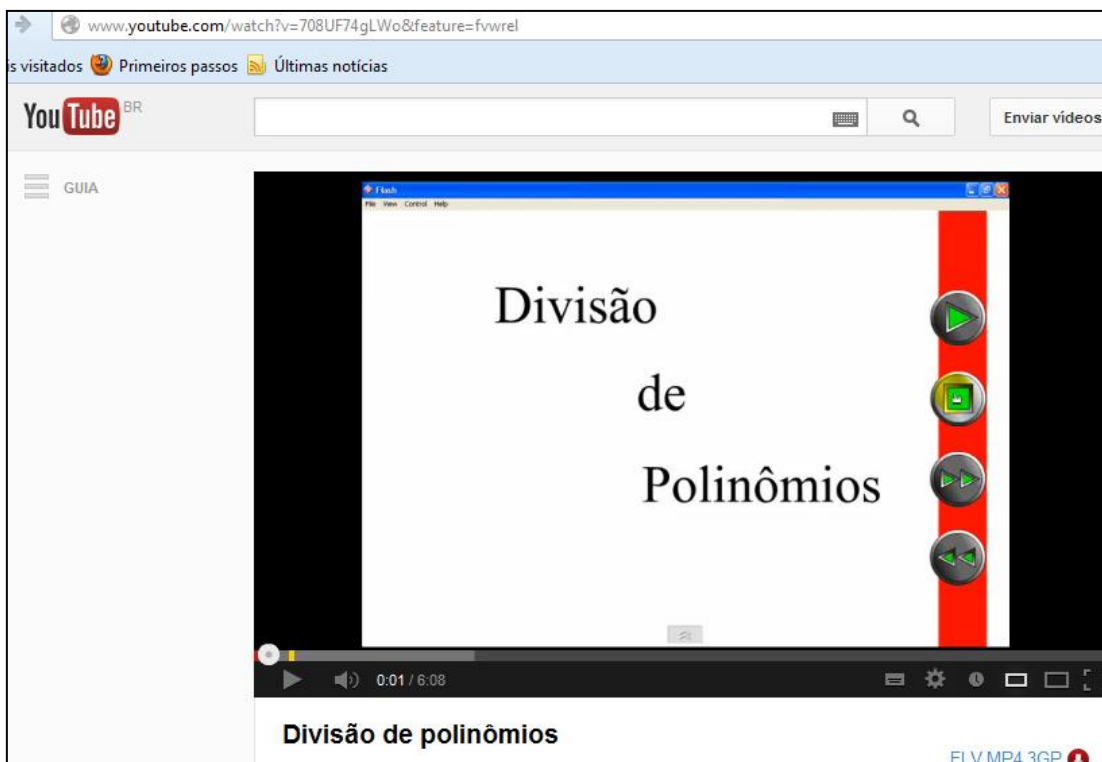 www.youtube.com/watch?v=708UF74gLWo&feature=fvwrel
is visitados Primeiros passos Últimas notícias
YouTube BR
Enviar vídeos
GUIA
Flash
File View Control Help
Divisão
de
Polinômios
0:01 / 6:08
Divisão de polinômios
FLV MP4 3GP